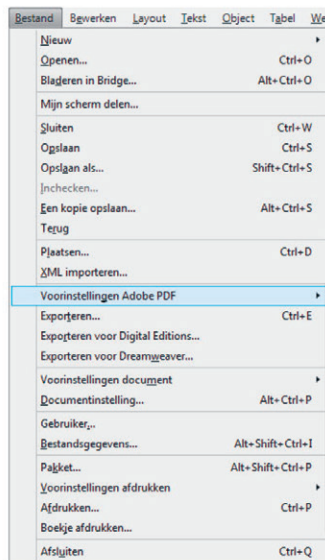 Bestand Bewerken Layout Tekst Object Tabel We
Nieuw
Openen... Ctrl+O
Bladeren in Bridge... Alt+Ctrl+O
Mijn scherm delen...
Sluiten Ctrl+W
Opslaan Ctrl+S
Opslaan als... Shift+Ctrl+S
Inchecken...
Een kopie opslaan... Alt+Ctrl+S
Terug
Plaatsen... Ctrl+D
XML importeren...
Voorinstellingen Adobe PDF
Exporteren... Ctrl+E
Exporteren voor Digital Editions...
Exporteren voor Dreamweaver...
Voorinstellingen document
Documentinstelling... Alt+Ctrl+P
Gebruiker...
Bestandsgegevens... Alt+Shift+Ctrl+I
Pakket... Alt+Shift+Ctrl+P
Voorinstellingen afdrukken
Afdrukken... Ctrl+P
Boekje afdrukken...
Afsluiten Ctrl+Q